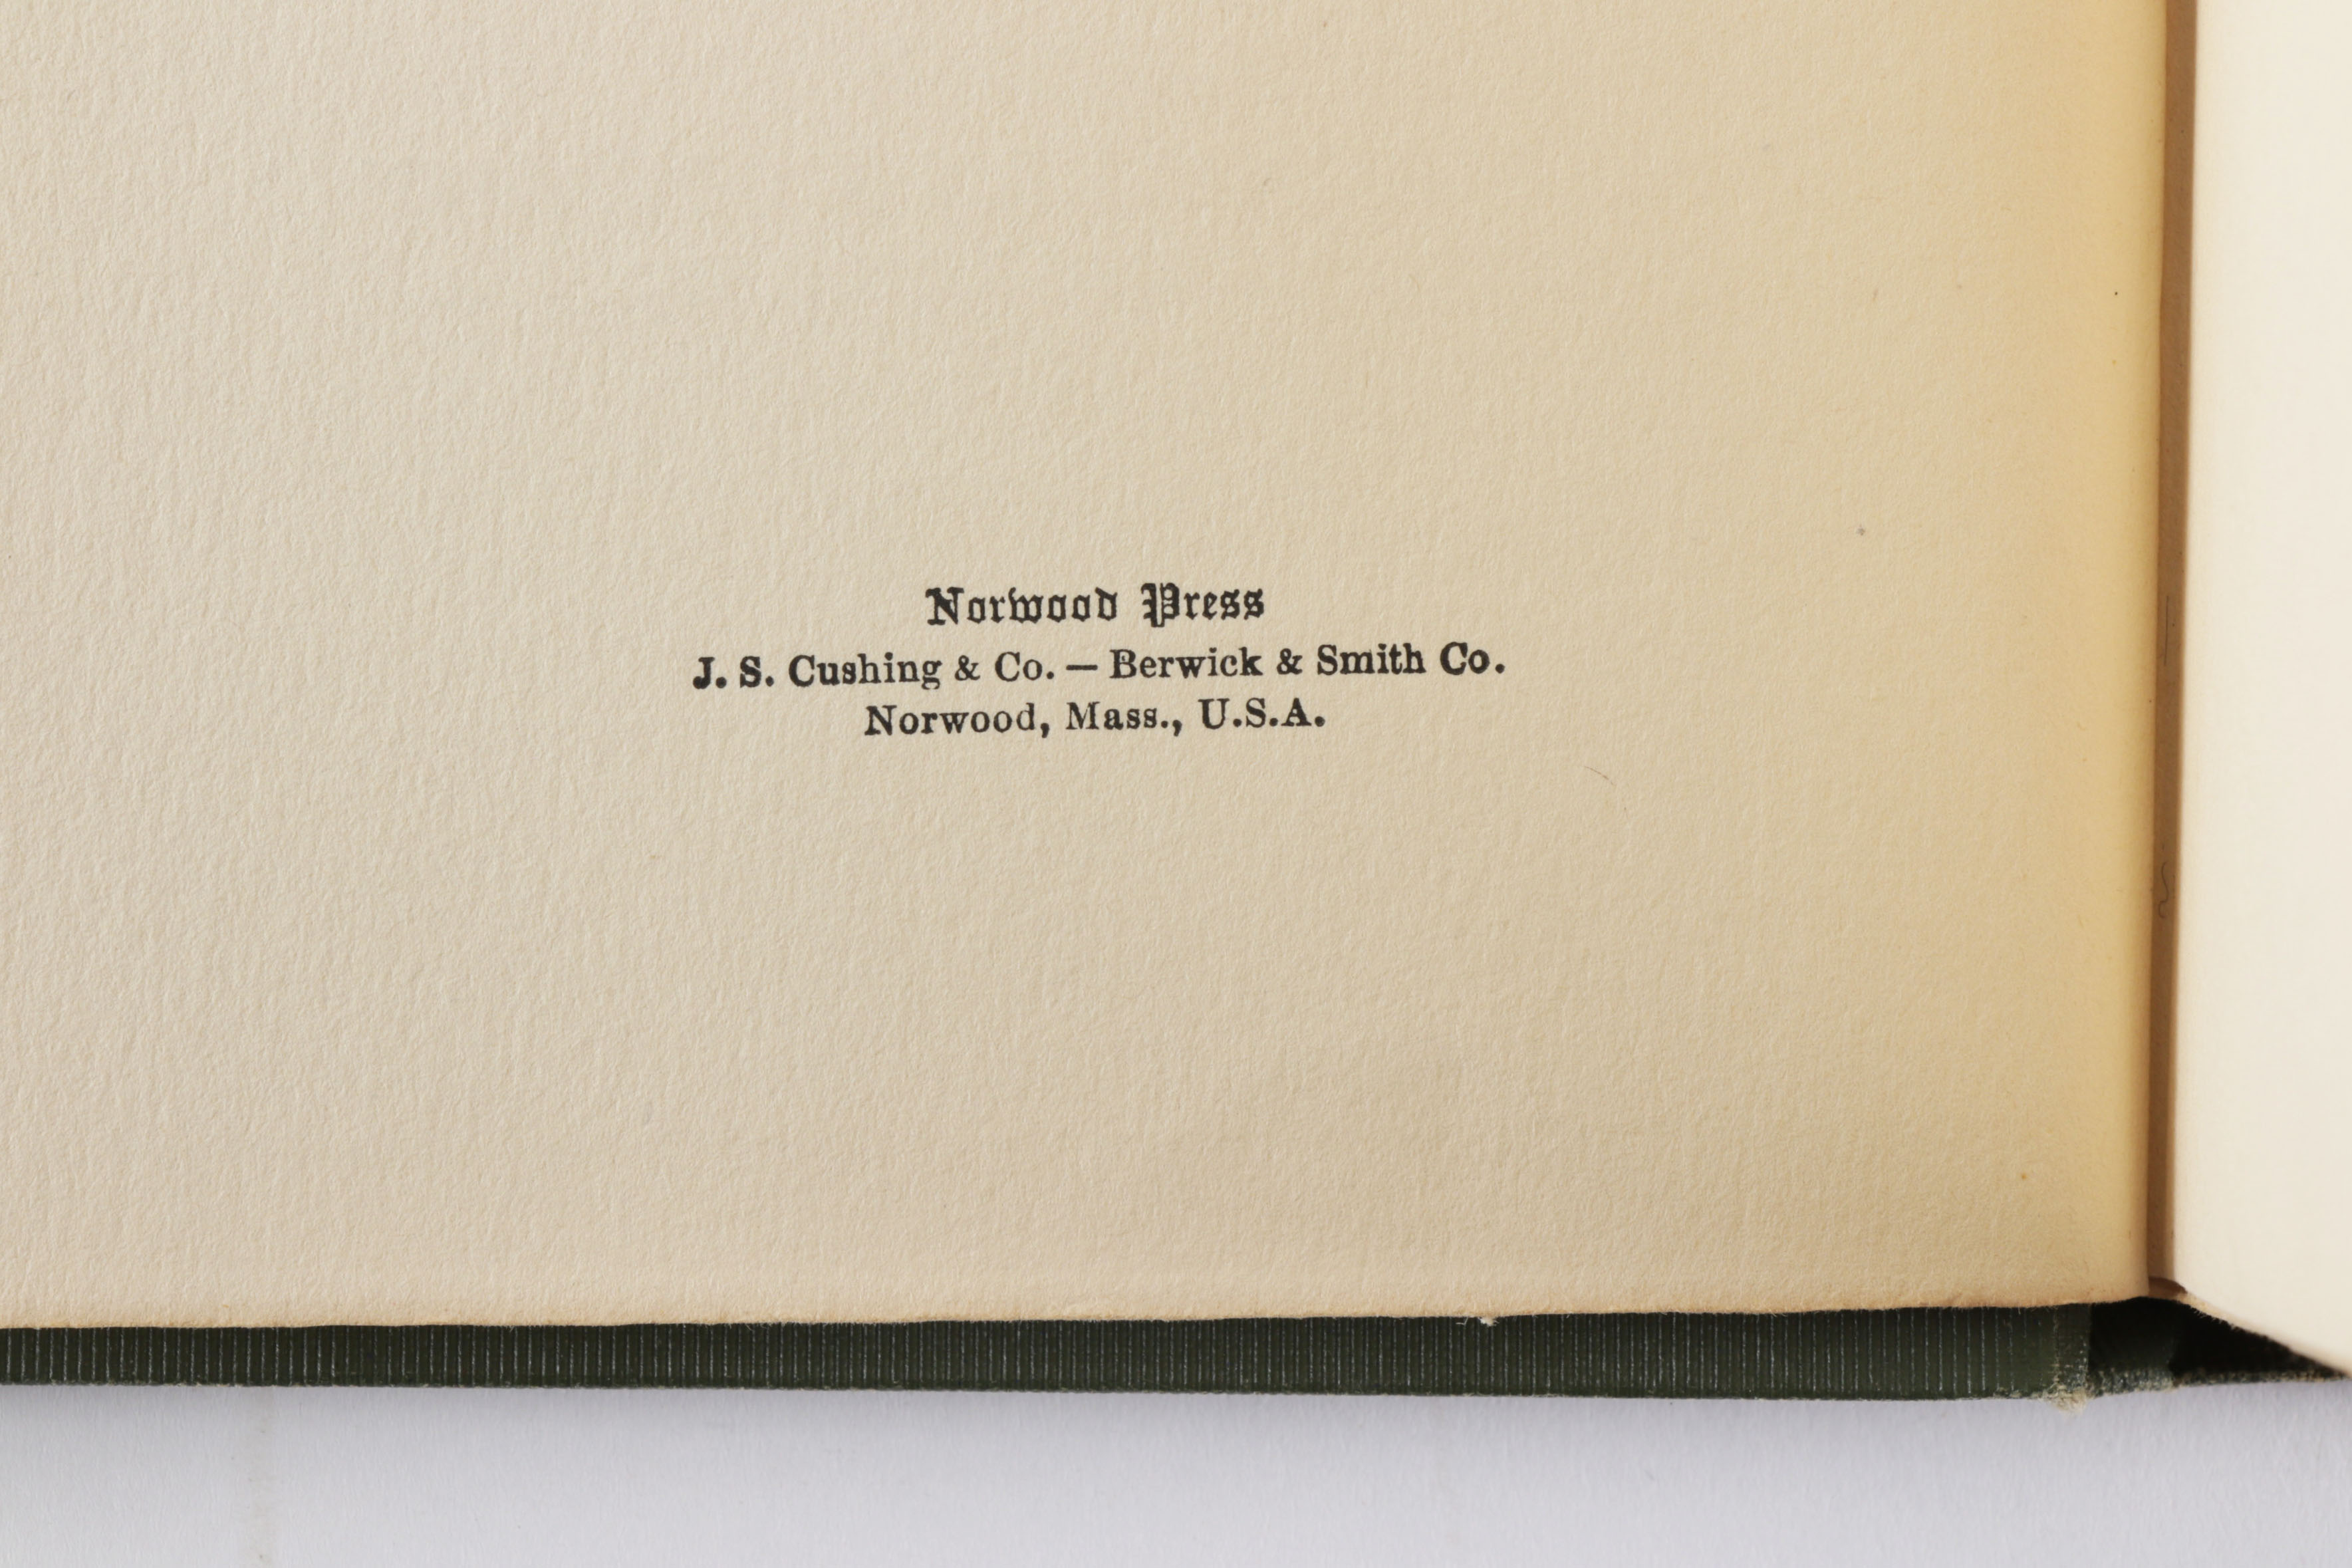 Norwood Press
J. S. Cushing & Co. — Berwick & Smith Co.
Norwood, Mass., U.S.A.